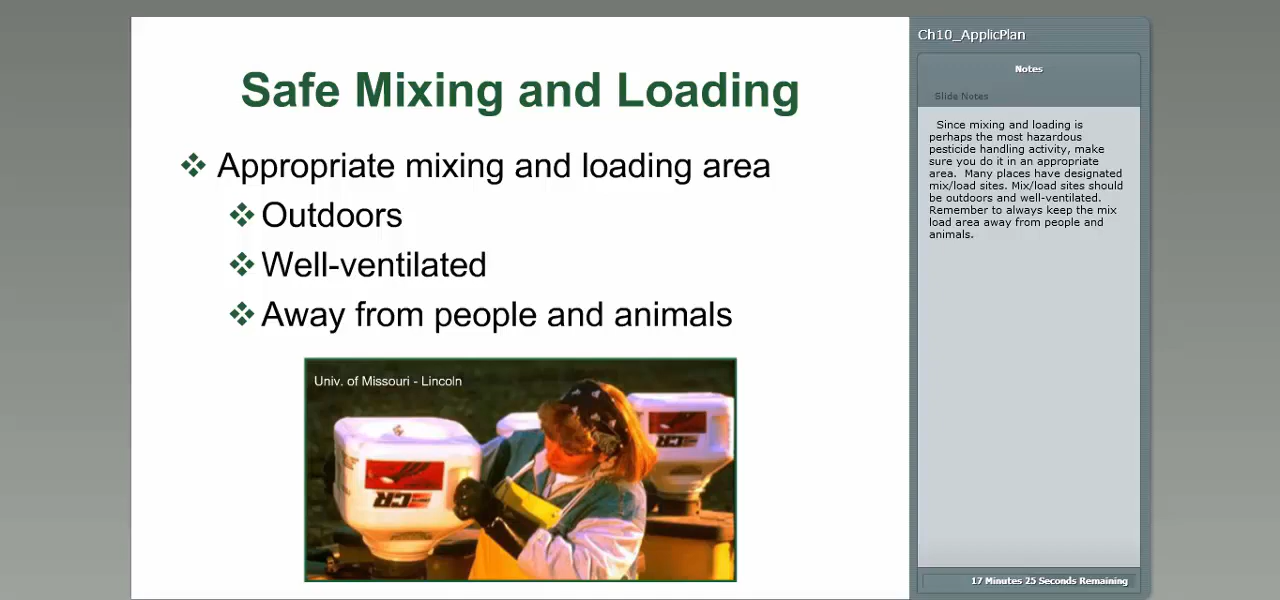 Safe Mixing and Loading
Appropriate mixing and loading area
Outdoors
Well-ventilated
Away from people and animals
Univ. of Missouri - Lincoln
CR
Ch10_ApplicPlan
Notes
Slide Notes
Since mixing and loading is
perhaps the most hazardous
pesticide handling activity, make
sure you do it in an appropriate
area.  Many places have designated
mix/load sites. Mix/load sites should
be outdoors and well-ventilated.
Remember to always keep the mix
load area away from people and
animals.
17 Minutes 25 Seconds Remaining